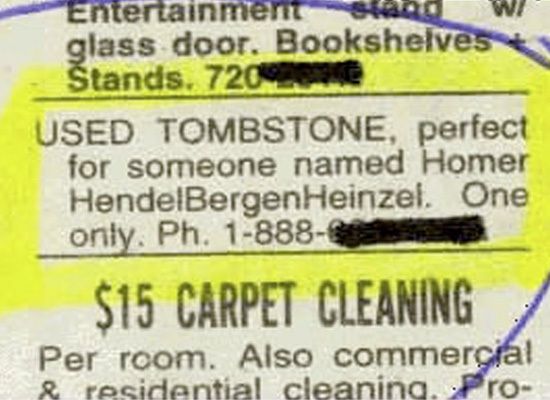 Entertainment stand w/
glass door. Bookshelves +
Stands. 720
USED TOMBSTONE, perfect
for someone named Homer
HendelBergenHeinzel. One
only. Ph. 1-888-
$15 CARPET CLEANING
Per room. Also commercial
& residential cleaning. Pro-